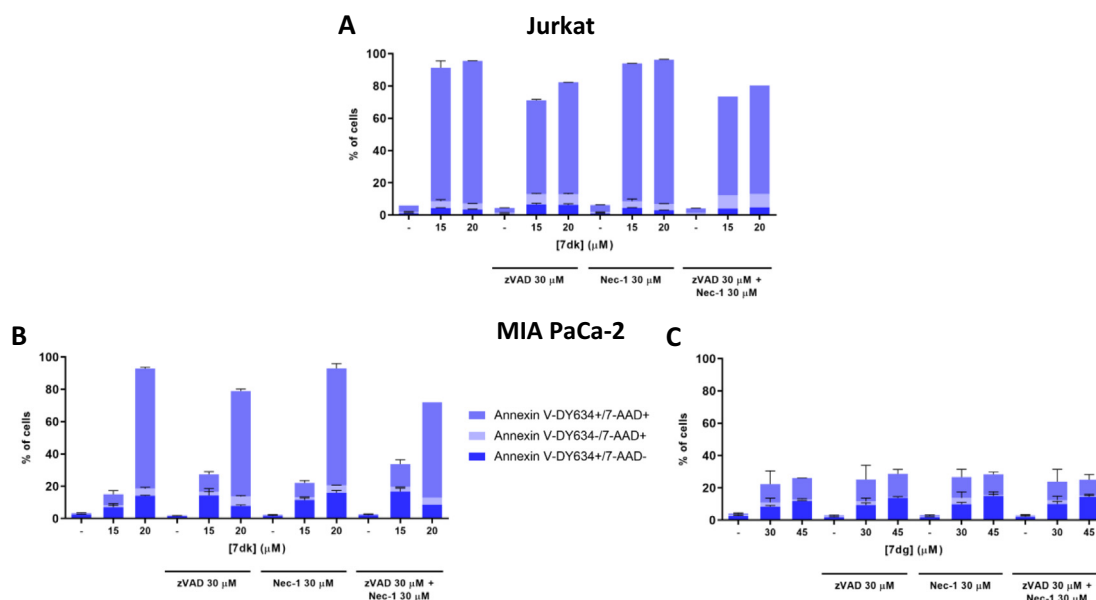 A Jurkat
100
80
60
40
20
0
% of cells
- 15 20 - 15 20 - 15 20 - 15 20
[7dk] (μM)
zVAD 30 μM Nec-1 30 μM zVAD 30 μM +
Nec-1 30 μM
B MIA PaCa-2 C
100
80
60
40
20
0
% of cells
- 15 20 - 15 20 - 15 20 - 15 20
[7dk] (μM)
zVAD 30 μM Nec-1 30 μM zVAD 30 μM +
Nec-1 30 μM
Annexin V-DY634+/7-AAD+
Annexin V-DY634-/7-AAD+
Annexin V-DY634+/7-AAD-
100
80
60
40
20
0
% of cells
- 30 45 - 30 45 - 30 45 - 30 45
[7dg] (μM)
zVAD 30 μM Nec-1 30 μM zVAD 30 μM +
Nec-1 30 μM